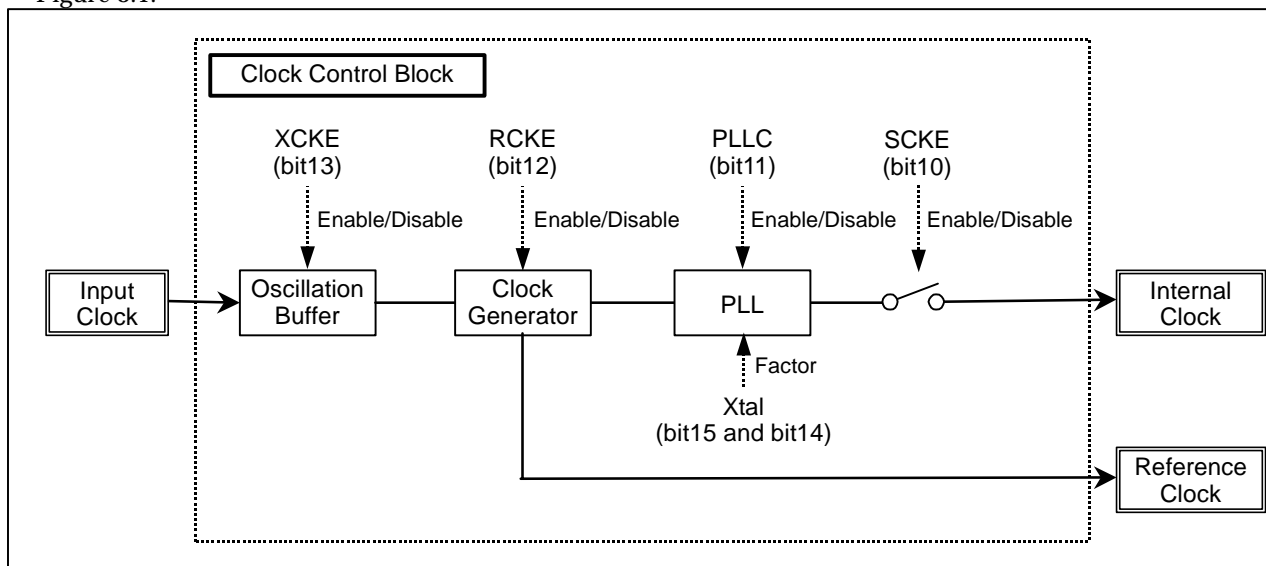 Figure 6.1.
Clock Control Block
XCKE
(bit13)
RCKE
(bit12)
PLLC
(bit11)
SCKE
(bit10)
Enable/Disable
Enable/Disable
Enable/Disable
Enable/Disable
Input
Clock
Oscillation
Buffer
Clock
Generator
PLL
Internal
Clock
Factor
Xtal
(bit15 and bit14)
Reference
Clock